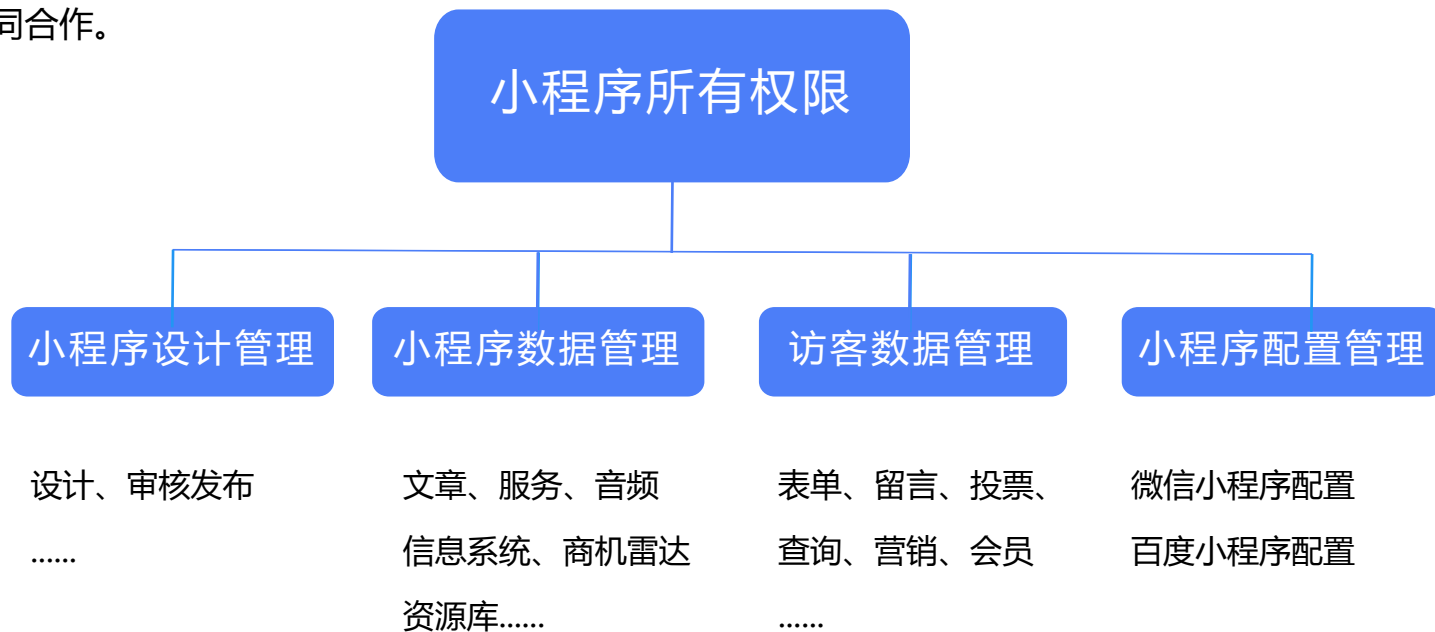 同合作。
小程序所有权限
小程序设计管理
小程序数据管理
访客数据管理
小程序配置管理
设计、审核发布
......
文章、服务、音频
信息系统、商机雷达
资源库......
表单、留言、投票、
查询、营销、会员
......
微信小程序配置
百度小程序配置